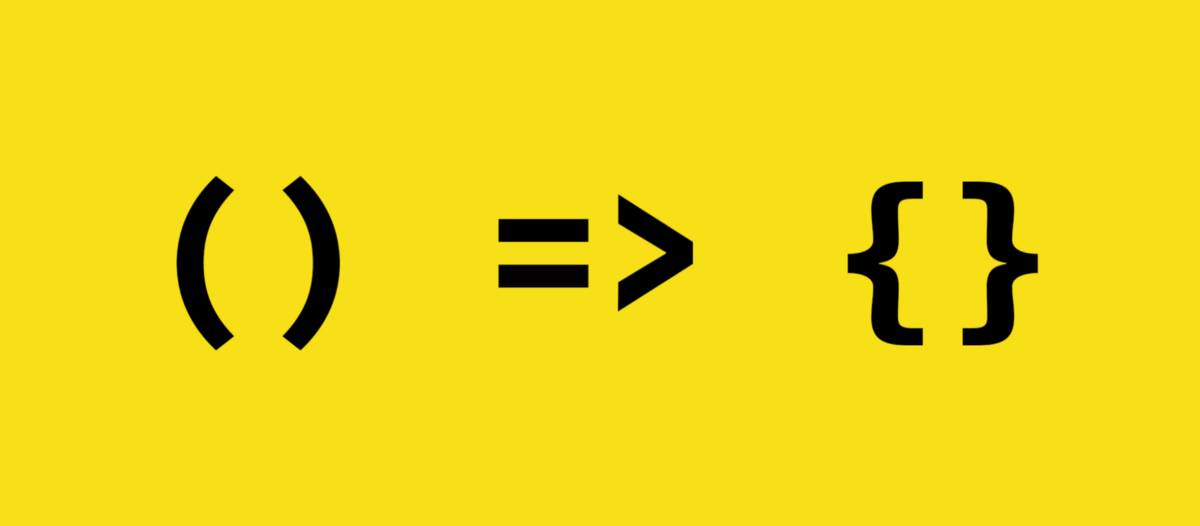 () => {}